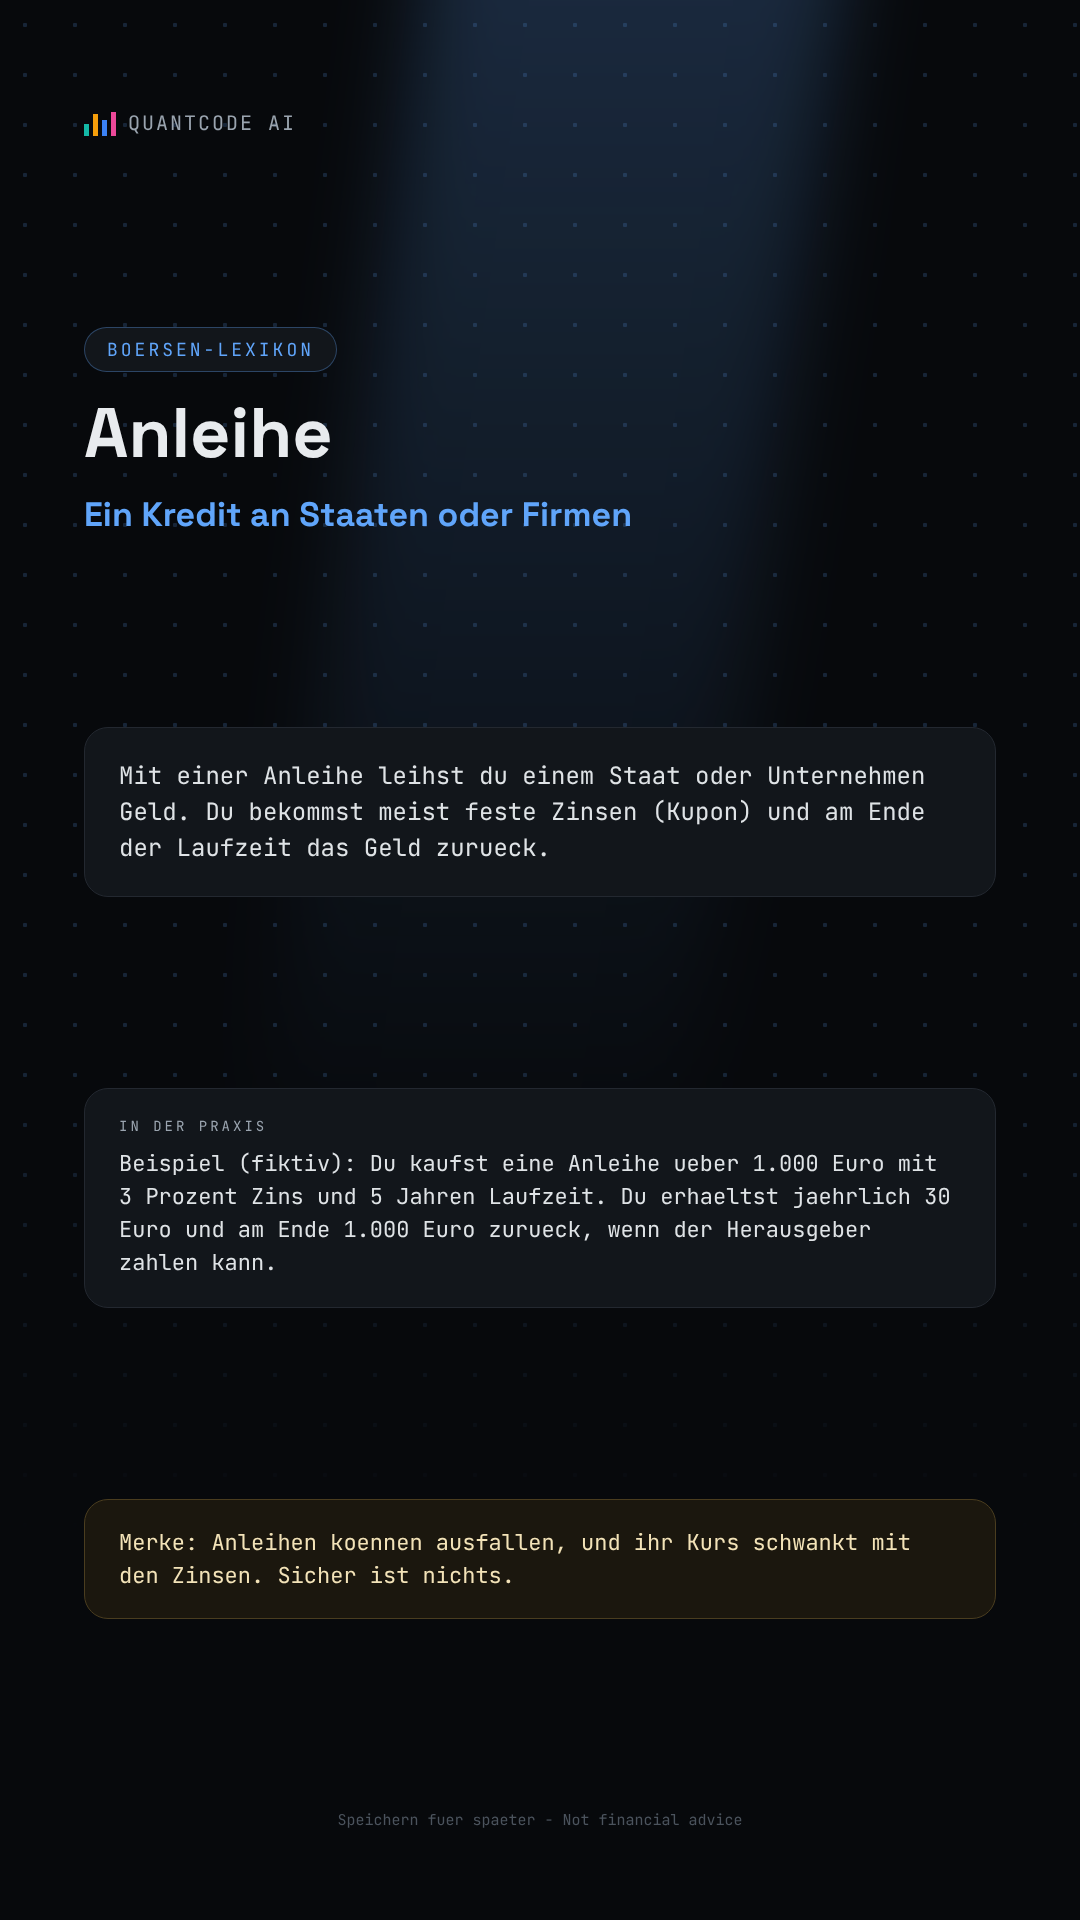 QUANTCODE AI
BOERSEN-LEXIKON
Anleihe
Ein Kredit an Staaten oder Firmen
Mit einer Anleihe leihst du einem Staat oder Unternehmen
Geld. Du bekommst meist feste Zinsen (Kupon) und am Ende
der Laufzeit das Geld zurueck.
IN DER PRAXIS
Beispiel (fiktiv): Du kaufst eine Anleihe ueber 1.000 Euro mit
3 Prozent Zins und 5 Jahren Laufzeit. Du erhaeltst jaehrlich 30
Euro und am Ende 1.000 Euro zurueck, wenn der Herausgeber
zahlen kann.
Merke: Anleihen koennen ausfallen, und ihr Kurs schwankt mit
den Zinsen. Sicher ist nichts.
Speichern fuer spaeter - Not financial advice